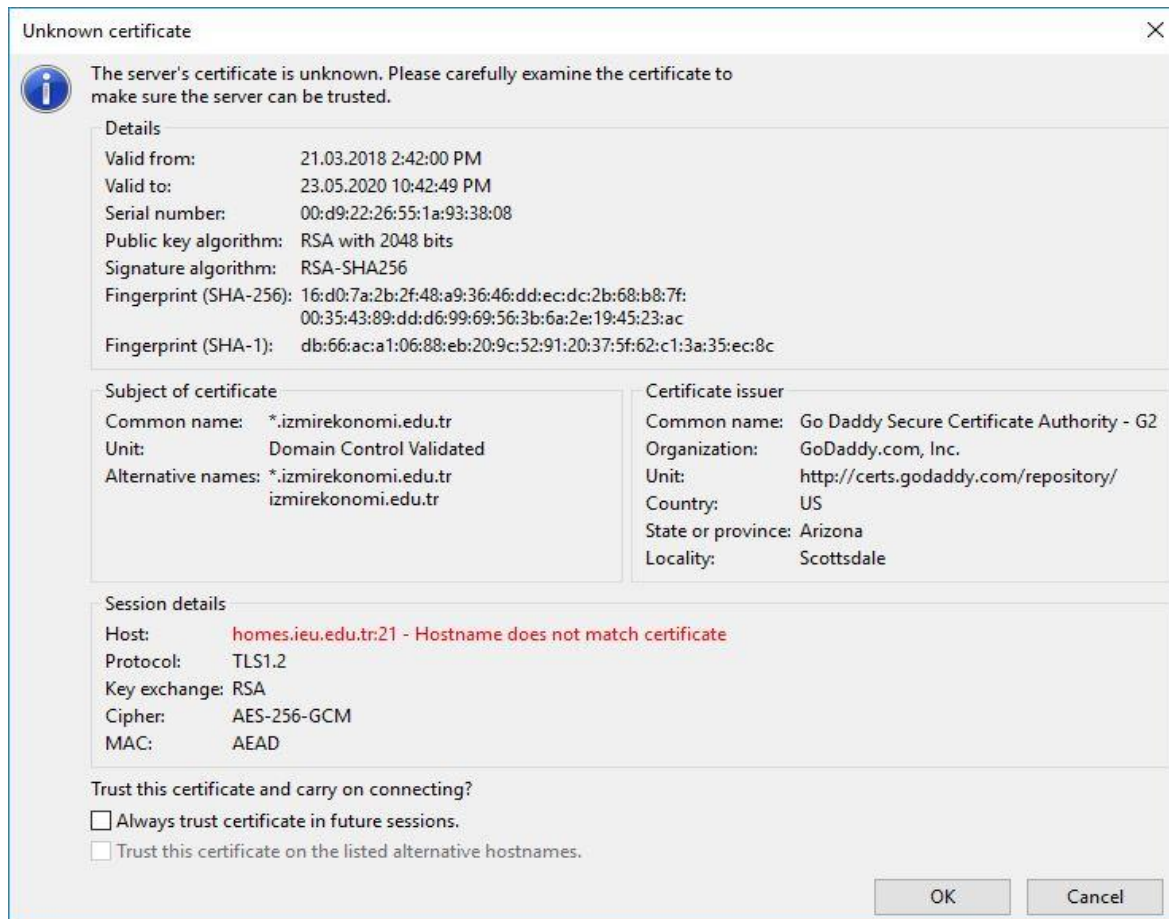 Unknown certificate
The server's certificate is unknown. Please carefully examine the certificate to
make sure the server can be trusted.
Details
Valid from: 21.03.2018 2:42:00 PM
Valid to: 23.05.2020 10:42:49 PM
Serial number: 00:d9:22:26:55:1a:93:38:08
Public key algorithm: RSA with 2048 bits
Signature algorithm: RSA-SHA256
Fingerprint (SHA-256): 16:d0:7a:2b:2f:48:a9:36:46:dd:ec:dc:2b:68:b8:7f:
00:35:43:89:dd:d6:99:69:56:3b:6a:2e:19:45:23:ac
Fingerprint (SHA-1): db:66:ac:a1:06:88:eb:20:9c:52:91:20:37:5f:62:c1:3a:35:ec:8c
Subject of certificate
Common name: *.izmirekonomi.edu.tr
Unit: Domain Control Validated
Alternative names: *.izmirekonomi.edu.tr
izmirekonomi.edu.tr
Certificate issuer
Common name: Go Daddy Secure Certificate Authority - G2
Organization: GoDaddy.com, Inc.
Unit: http://certs.godaddy.com/repository/
Country: US
State or province: Arizona
Locality: Scottsdale
Session details
Host: homes.ieu.edu.tr:21 - Hostname does not match certificate
Protocol: TLS1.2
Key exchange: RSA
Cipher: AES-256-GCM
MAC: AEAD
Trust this certificate and carry on connecting?
Always trust certificate in future sessions.
Trust this certificate on the listed alternative hostnames.
OK Cancel